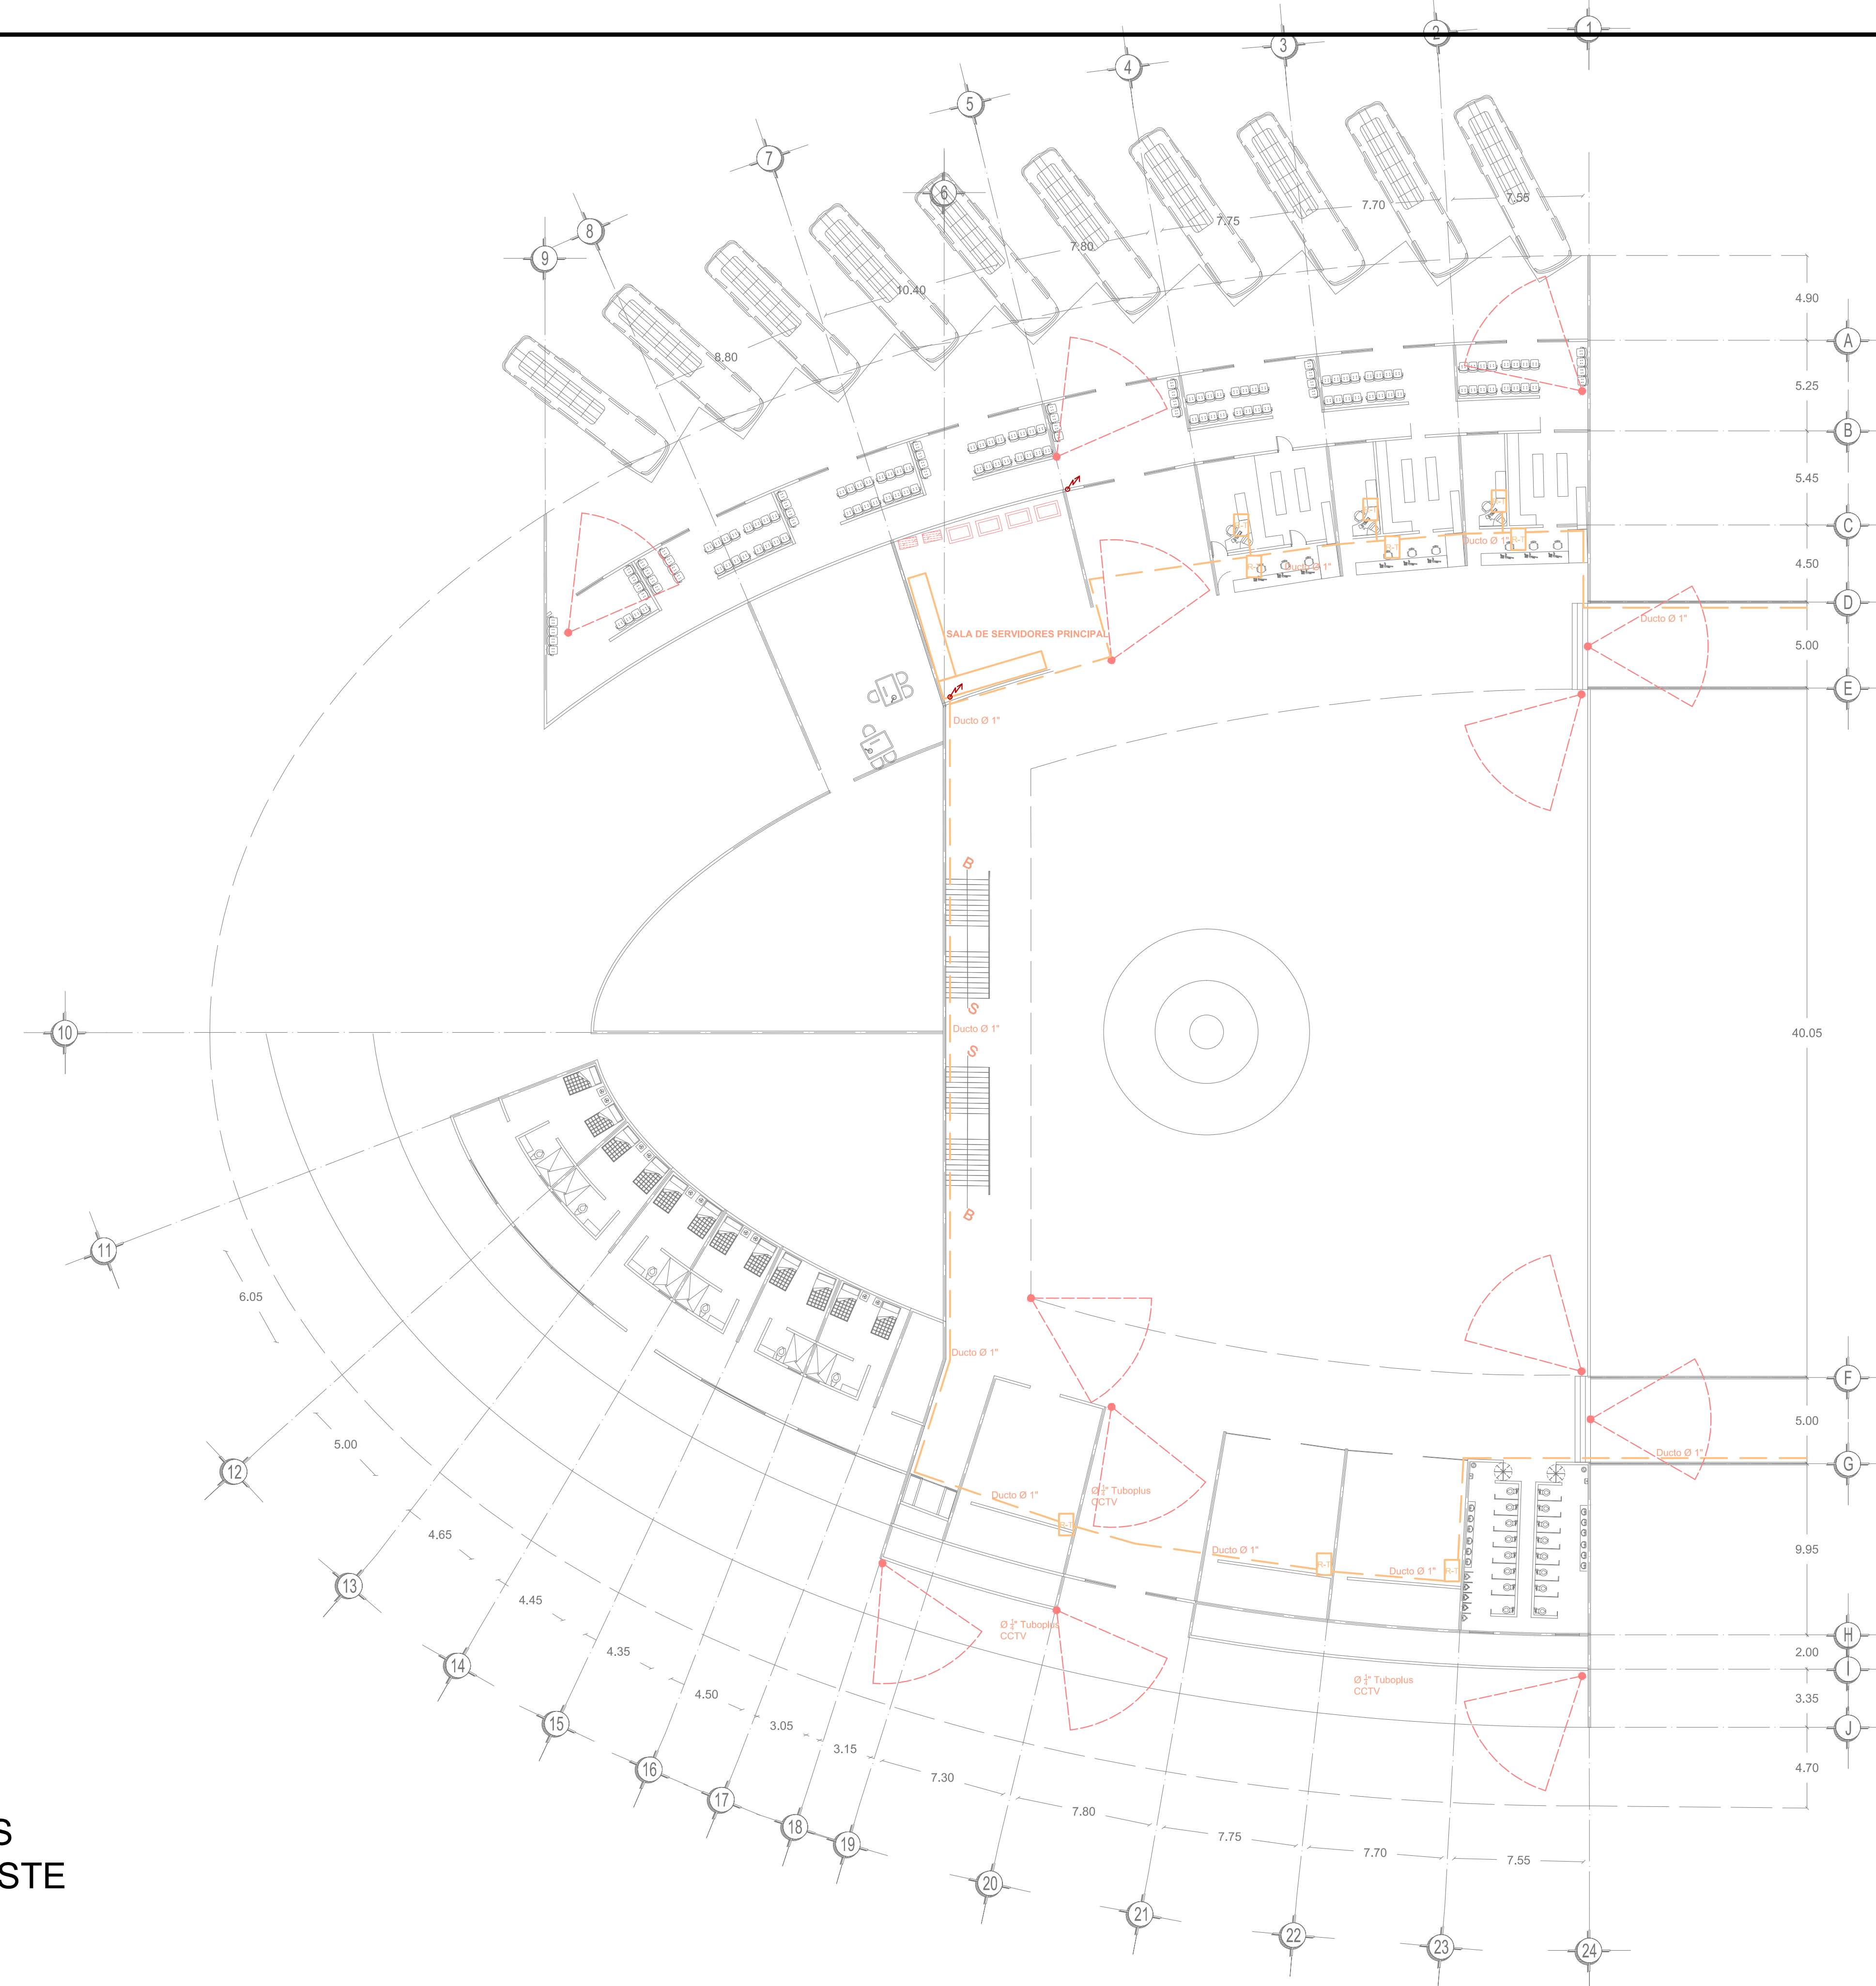 1
2
3
4
5
7
6
8
9
7.55
7.70
7.75
7.80
10.40
8.80
4.90
A
5.25
B
5.45
C
4.50
D
5.00
E
R-T
R-T
R-T
Ducto Ø 1"
Ducto Ø 1"
Ducto Ø 1"
SALA DE SERVIDORES PRINCIPAL
Ducto Ø 1"
B
S
Ducto Ø 1"
S
B
10
40.05
11
6.05
Ducto Ø 1"
F
5.00
G
12
5.00
Ducto Ø 1"
Ducto Ø 1"
Tuboplus
CCTV
R-T
Ducto Ø 1"
R-T
Ducto Ø 1"
R-T
9.95
13
4.65
14
4.45
4.35
Tuboplus
CCTV
H
2.00
I
Tuboplus
CCTV
3.35
J
4.70
15
4.50
16
3.05
17
3.15
18
7.30
19
7.80
20
7.75
21
7.70
22
7.55
23
24
S
STE